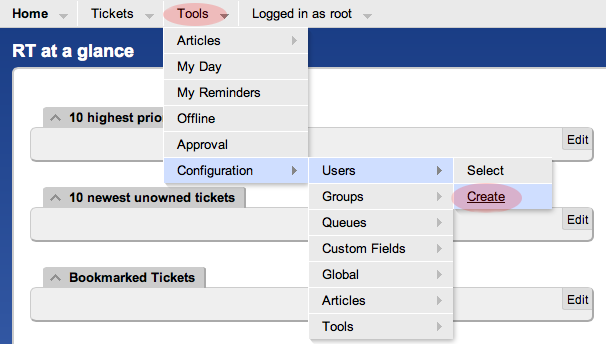 Home Tickets Tools Logged in as root
RT at a glance
Articles
My Day
My Reminders
10 highest prio
Offline
Edit
Approval
Configuration Users Select
10 newest unowned tickets Groups Create
Queues Edit
Custom Fields
Bookmarked Tickets Global
Articles Edit
Tools